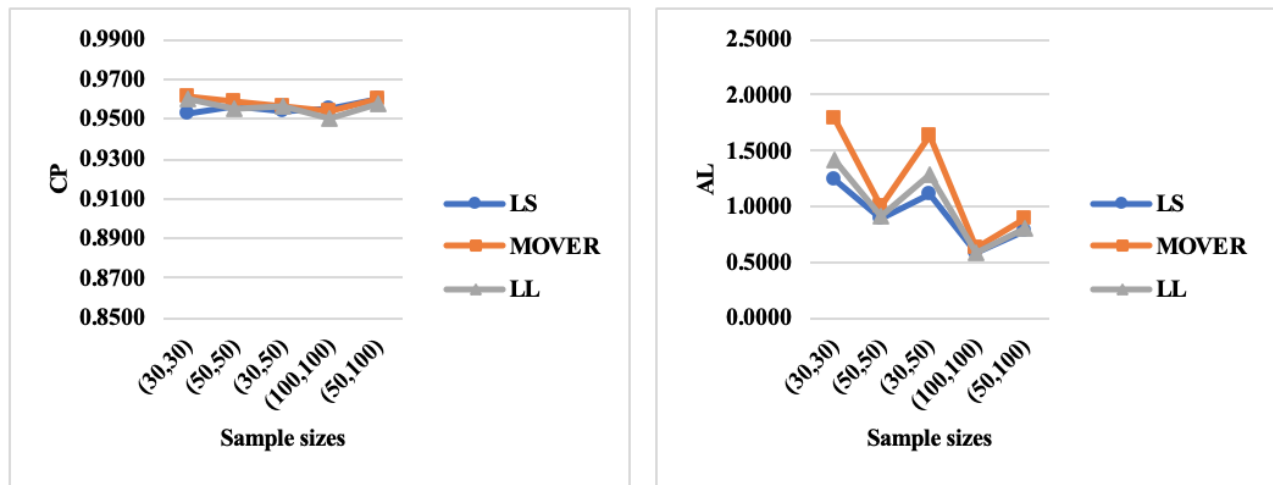 0.9900
0.9700
0.9500
0.9300
0.9100
0.8900
0.8700
0.8500
CP
LS
MOVER
LL
(30,30)
(50,50)
(30,50)
(100,100)
(50,100)
Sample sizes
2.5000
2.0000
1.5000
1.0000
0.5000
0.0000
AL
LS
MOVER
LL
(30,30)
(50,50)
(30,50)
(100,100)
(50,100)
Sample sizes